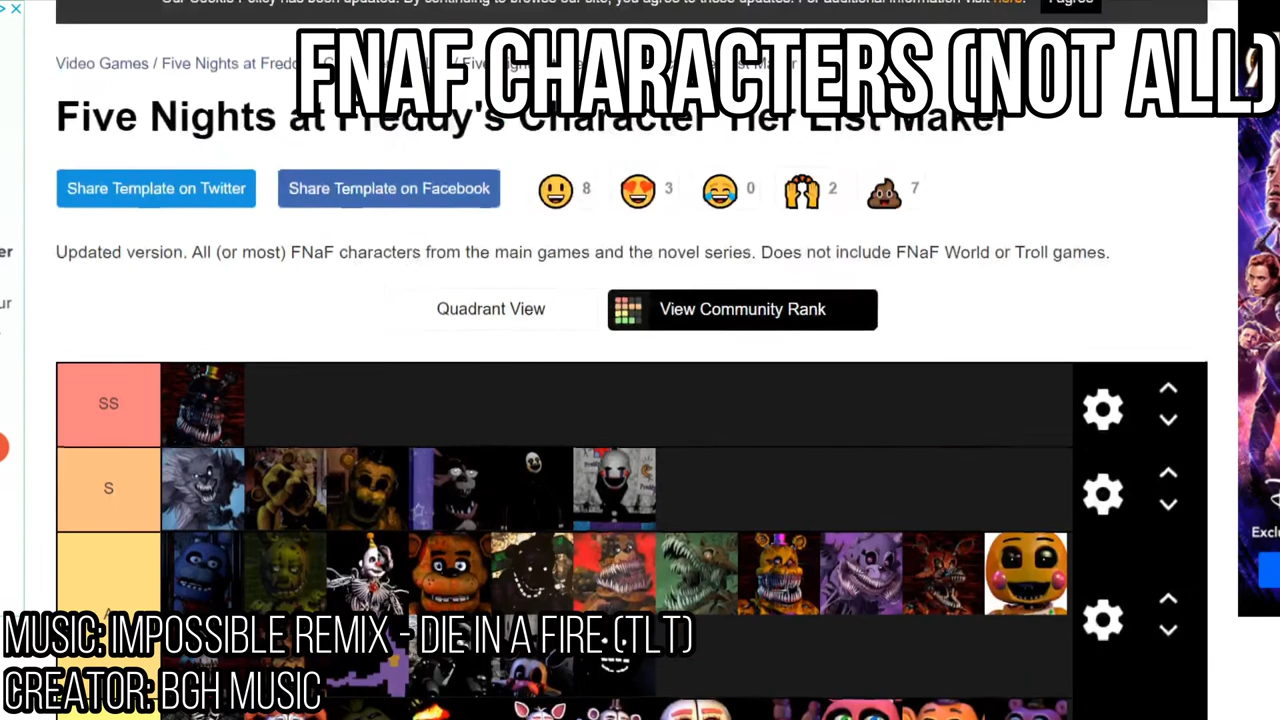 FNAF CHARACTERS (NOT ALL)
Video Games / Five Nights at Fredd
Five Nights at Freddy's Character Tier List Maker
Share Template on Twitter
Share Template on Facebook
8
3
0
2
7
Updated version. All (or most) FNaF characters from the main games and the novel series. Does not include FNaF World or Troll games.
Quadrant View
View Community Rank
SS
S
MUSIC: IMPOSSIBLE REMIX - DIE IN A FIRE (TLT)
CREATOR: BGH MUSIC